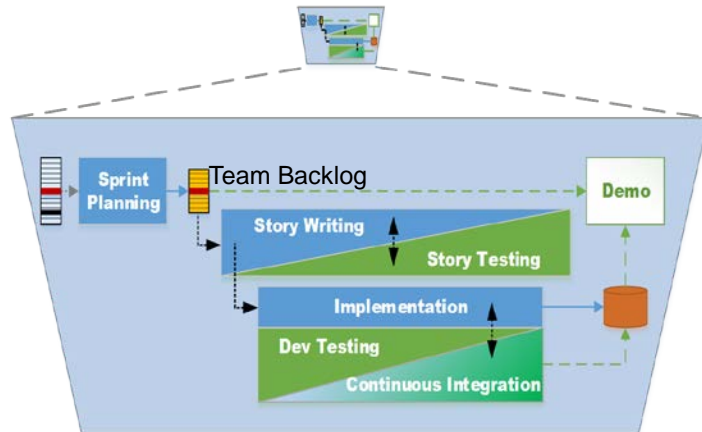 Team Backlog
Sprint
Planning
Demo
Story Writing
Story Testing
Implementation
Dev Testing
Continuous Integration